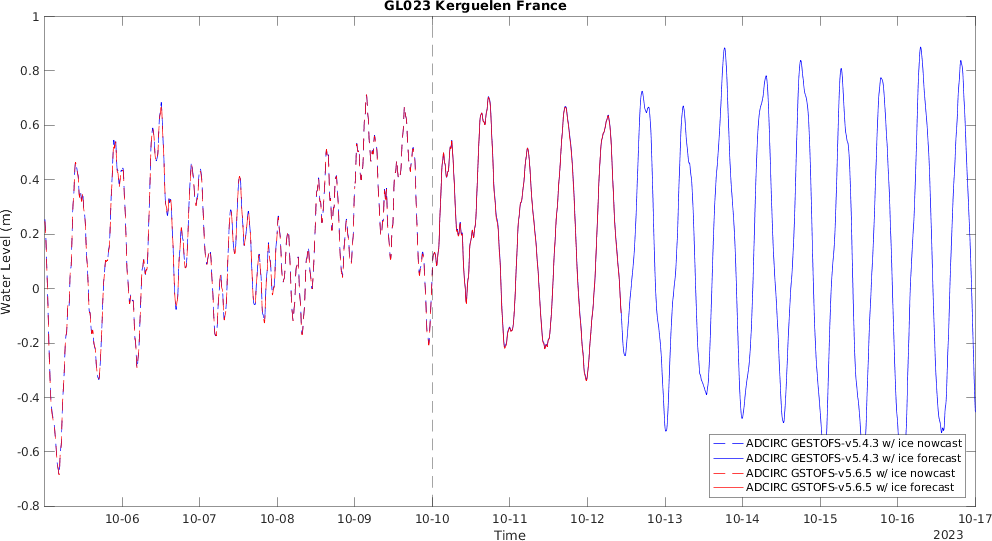 GL023 Kerguelen France
1
0.8
0.6
0.4
0.2
0
-0.2
-0.4
-0.6
-0.8
Water Level (m)
10-06 10-07 10-08 10-09 10-10 10-11 10-12 10-13 10-14 10-15 10-16 10-17
Time
2023
ADCIRC GESTOFS-v5.4.3 w/ ice nowcast
ADCIRC GESTOFS-v5.4.3 w/ ice forecast
ADCIRC GSTOFS-v5.6.5 w/ ice nowcast
ADCIRC GSTOFS-v5.6.5 w/ ice forecast